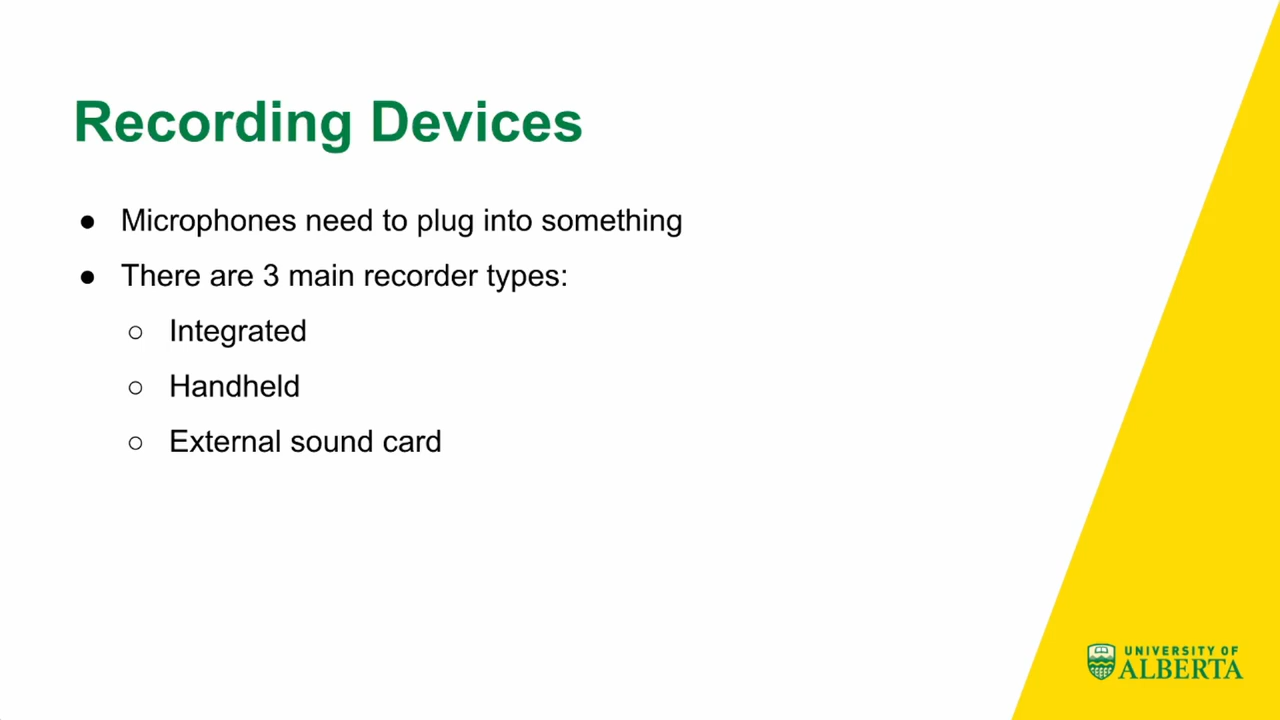 Recording Devices
● Microphones need to plug into something
● There are 3 main recorder types:
○ Integrated
○ Handheld
○ External sound card
UNIVERSITY OF
ALBERTA